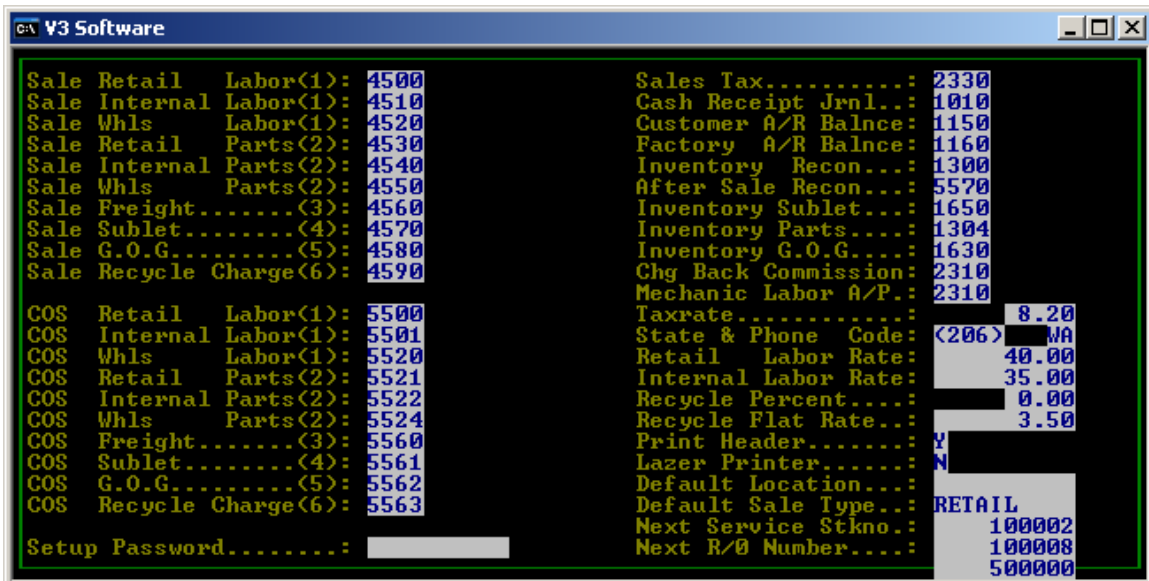 V3 Software
Sale Retail   Labor(1): 4500
Sale Internal Labor(1): 4510
Sale Whls     Labor(1): 4520
Sale Retail   Parts(2): 4530
Sale Internal Parts(2): 4540
Sale Whls     Parts(2): 4550
Sale Freight.......(3): 4560
Sale Sublet........(4): 4570
Sale G.O.G.........(5): 4580
Sale Recycle Charge(6): 4590
COS  Retail   Labor(1): 5500
COS  Internal Labor(1): 5501
COS  Whls     Labor(1): 5520
COS  Retail   Parts(2): 5521
COS  Internal Parts(2): 5522
COS  Whls     Parts(2): 5524
COS  Freight.......(3): 5560
COS  Sublet........(4): 5561
COS  G.O.G.........(5): 5562
COS  Recycle Charge(6): 5563
Setup Password........:
Sales Tax..........: 2330
Cash Receipt Jrnl..: 1010
Customer A/R Balnce: 1150
Factory  A/R Balnce: 1160
Inventory  Recon...: 1300
After Sale Recon...: 5570
Inventory Sublet...: 1650
Inventory Parts....: 1304
Inventory G.O.G....: 1630
Chg Back Commission: 2310
Mechanic Labor A/P.: 2310
Taxrate............: 8.20
State & Phone  Code: (206) WA
Retail   Labor Rate: 40.00
Internal Labor Rate: 35.00
Recycle Percent....: 0.00
Recycle Flat Rate..: 3.50
Print Header.......: Y
Lazer Printer......: N
Default Location...:
Default Sale Type..: RETAIL
Next Service Stkno.: 100002
Next R/0 Number....: 100008
500000